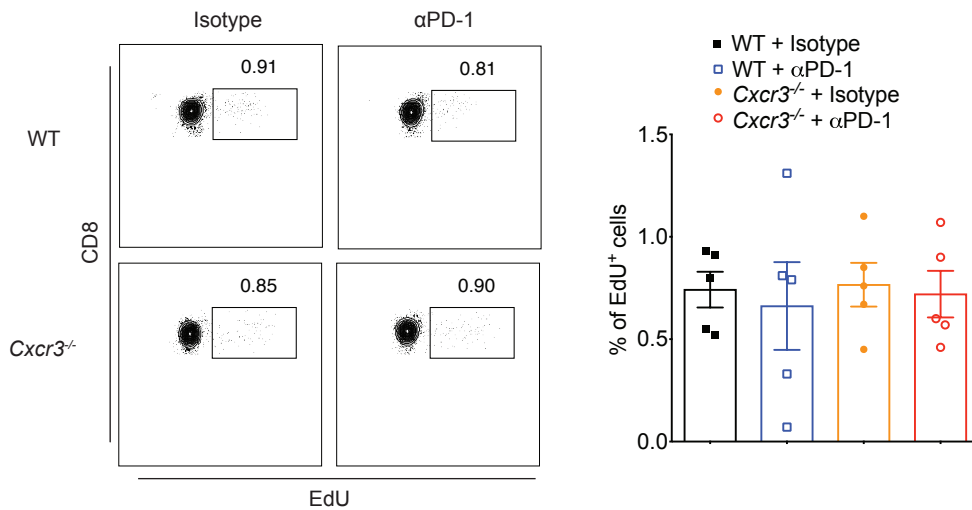 Isotype
αPD-1
0.91
0.81
WT
CD8
0.85
0.90
Cxcr3-/-
EdU
WT + Isotype
WT + αPD-1
Cxcr3-/- + Isotype
Cxcr3-/- + αPD-1
% of EdU+ cells
1.5
1.0
0.5
0.0